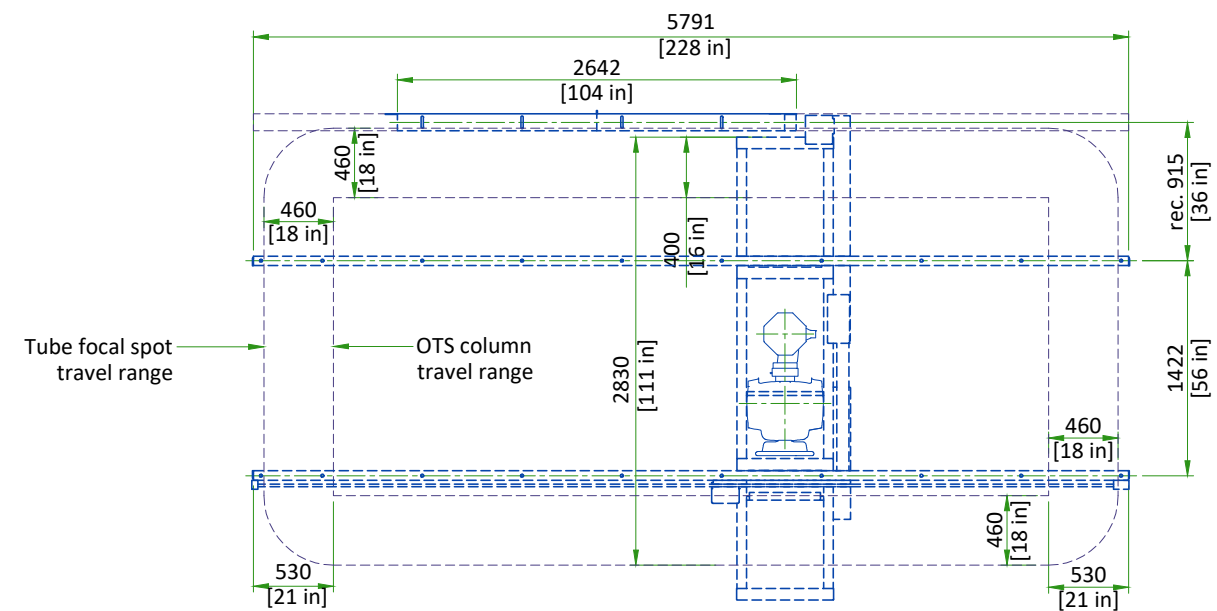 5791
[228 in]
2642
[104 in]
460
[18 in]
rec. 915
[36 in]
460
[18 in]
400
[16 in]
Tube focal spot
travel range
OTS column
travel range
2830
[111 in]
1422
[56 in]
460
[18 in]
460
[18 in]
530
[21 in]
530
[21 in]